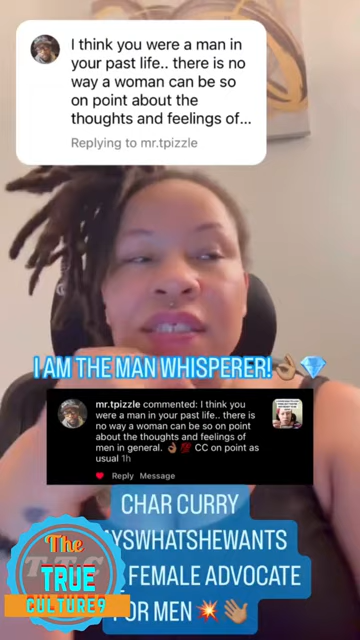 I think you were a man in
your past life.. there is no
way a woman can be so
on point about the
thoughts and feelings of...
Replying to mr.tpizzle
I AM THE MAN WHISPERER!👌🏽💎
mr.tpizzle commented: I think you
were a man in your past life.. there is
no way a woman can be so on point
about the thoughts and feelings of
men in general. 👌🏽💯 CC on point as
usual 1h
Reply Message
CHAR CURRY
AYSWHATSHEWANTS
FEMALE ADVOCATE
FOR MEN 💥👋🏽
The
TRUE
CULTURE9